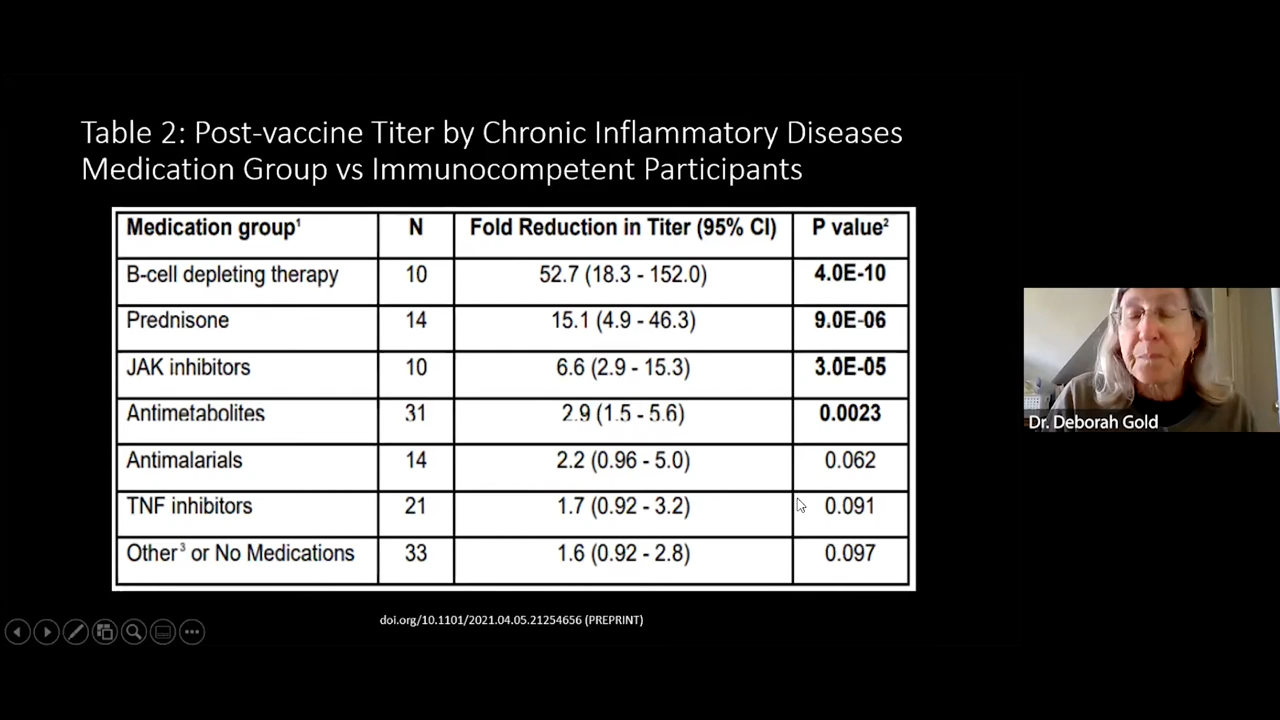 Table 2: Post-vaccine Titer by Chronic Inflammatory Diseases
Medication Group vs Immunocompetent Participants
Medication group¹ N Fold Reduction in Titer (95% CI) P value²
B-cell depleting therapy 10 52.7 (18.3 - 152.0) 4.0E-10
Prednisone 14 15.1 (4.9 - 46.3) 9.0E-06
JAK inhibitors 10 6.6 (2.9 - 15.3) 3.0E-05
Antimetabolites 31 2.9 (1.5 - 5.6) 0.0023
Antimalarials 14 2.2 (0.96 - 5.0) 0.062
TNF inhibitors 21 1.7 (0.92 - 3.2) 0.091
Other³ or No Medications 33 1.6 (0.92 - 2.8) 0.097
doi.org/10.1101/2021.04.05.21254656 (PREPRINT)
Dr. Deborah Gold